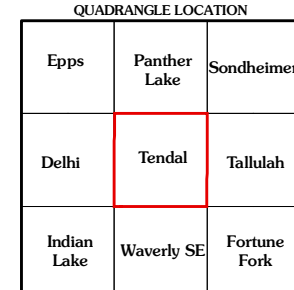 QUADRANGLE LOCATION
Epps
Panther
Lake
Sondheimer
Delhi
Tendal
Tallulah
Indian
Lake
Waverly SE
Fortune
Fork